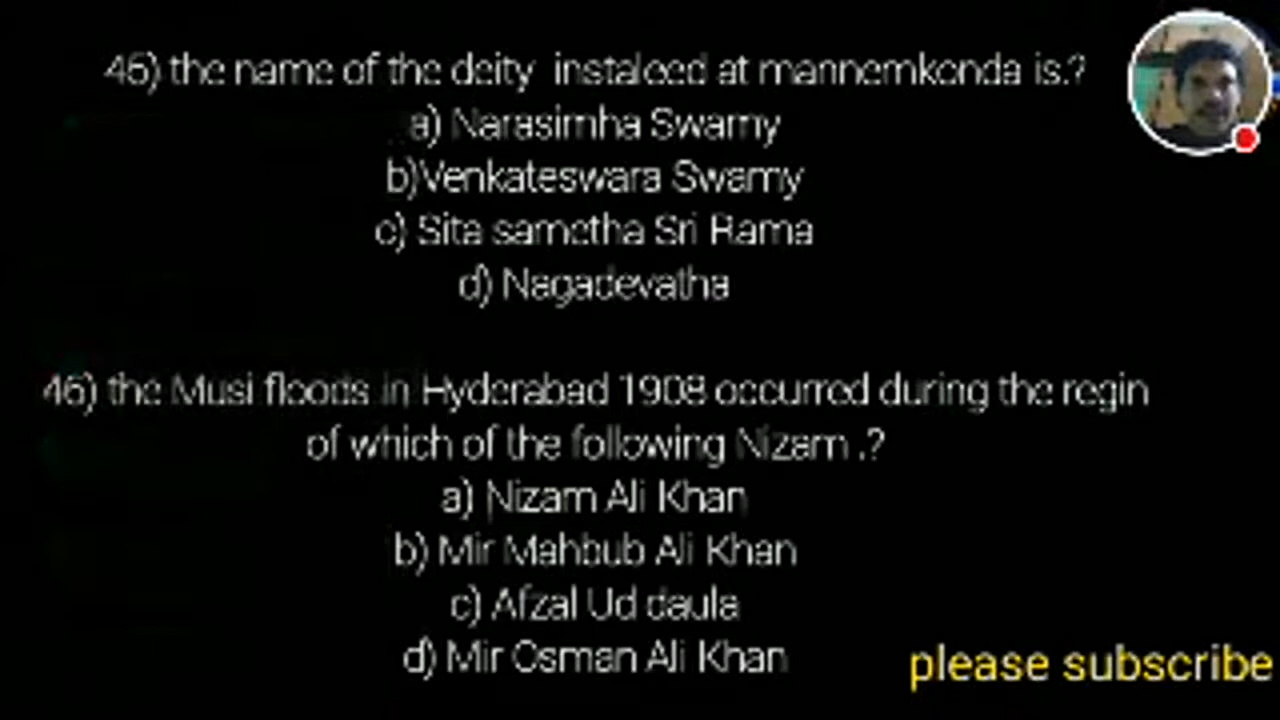 46) the name of the deity instaleed at mannemkonda is.?
a) Narasimha Swamy
b)Venkateswara Swamy
c) Sita sametha Sri Rama
d) Nagadevatha
46) the Musi floods in Hyderabad 1908 occurred during the regin
of which of the following Nizam .?
a) Nizam Ali Khan
b) Mir Mahbub Ali Khan
c) Afzal Ud daula
d) Mir Osman Ali Khan
please subscribe